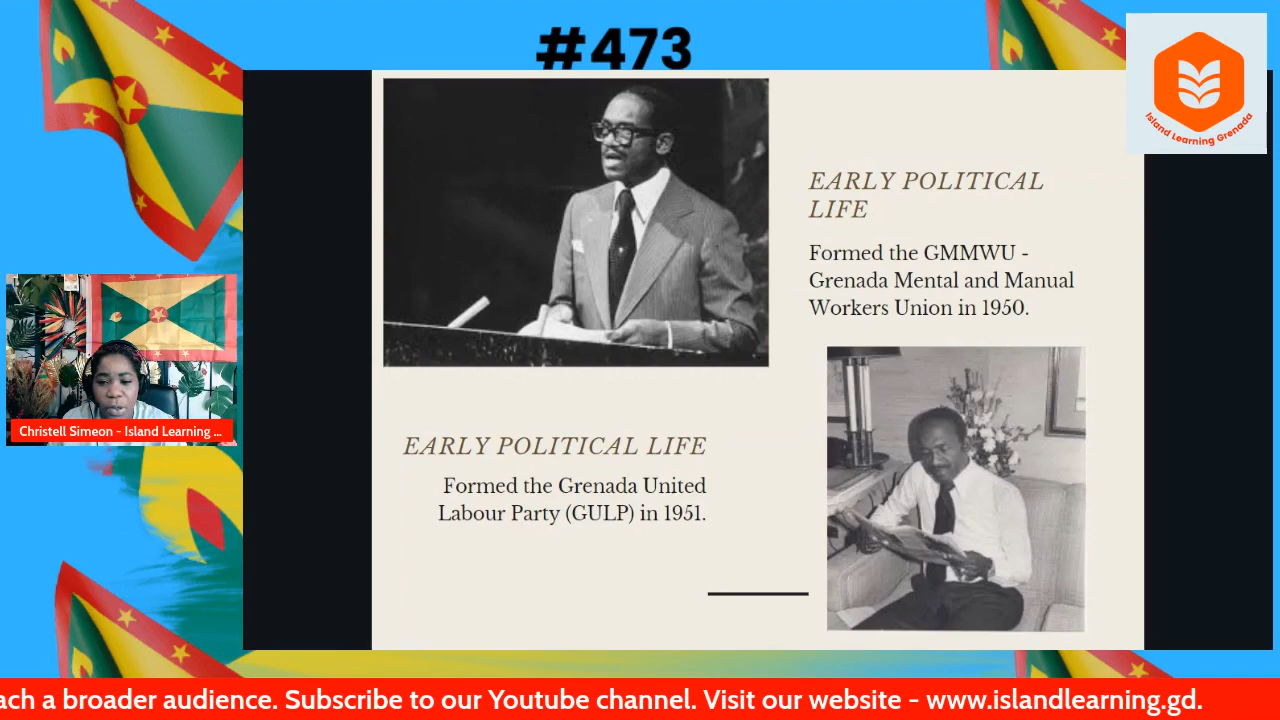 #473
Island Learning Grenada
EARLY POLITICAL
LIFE
Formed the GMMWU -
Grenada Mental and Manual
Workers Union in 1950.
EARLY POLITICAL LIFE
Formed the Grenada United
Labour Party (GULP) in 1951.
Christell Simeon - Island Learning ...
ach a broader audience. Subscribe to our Youtube channel. Visit our website - www.islandlearning.gd.